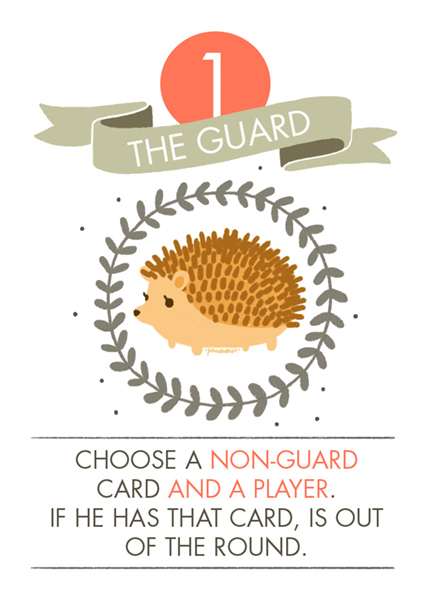 1
THE GUARD
CHOOSE A NON-GUARD
CARD AND A PLAYER.
IF HE HAS THAT CARD, IS OUT
OF THE ROUND.